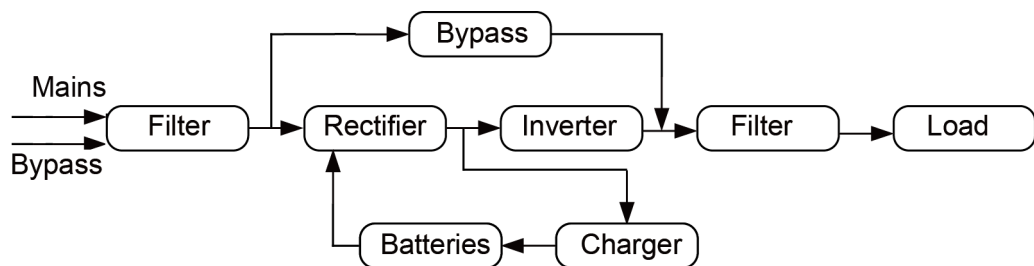 Bypass
Mains
Filter
Rectifier
Inverter
Filter
Load
Bypass
Batteries
Charger